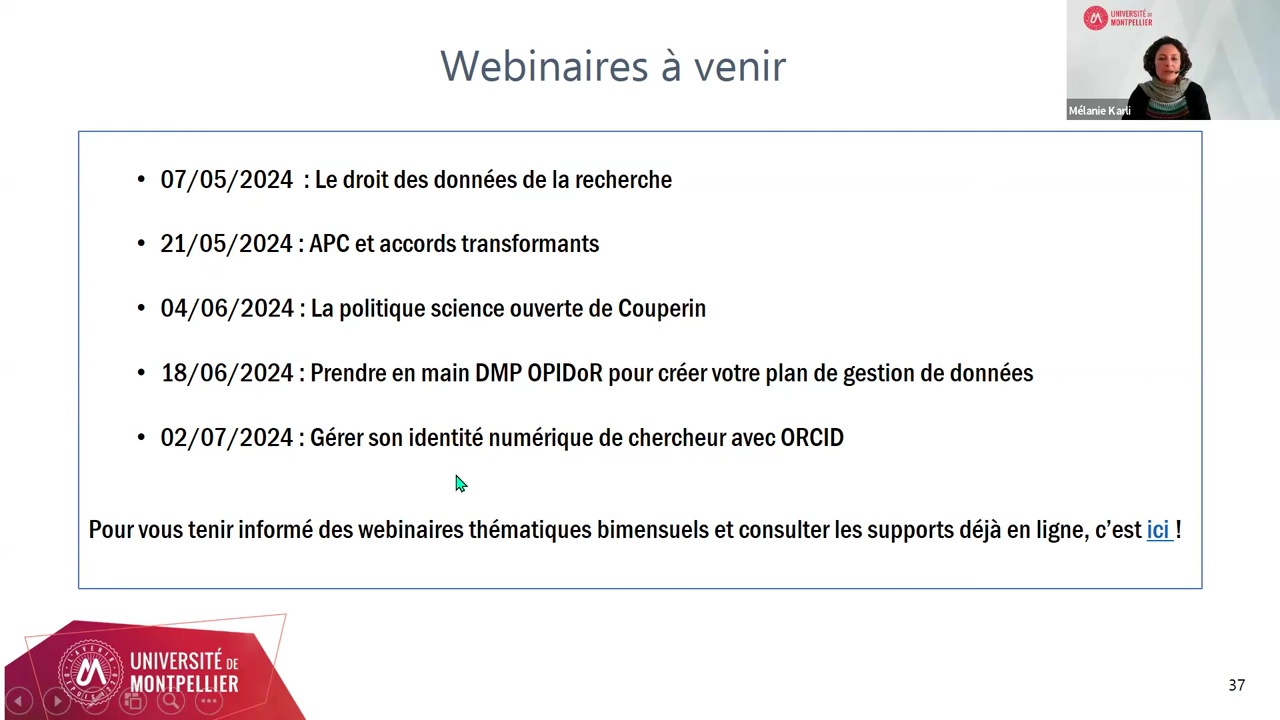 Webinaires à venir
UNIVERSITÉ DE
MONTPELLIER
Mélanie Karli
• 07/05/2024 : Le droit des données de la recherche
• 21/05/2024 : APC et accords transformants
• 04/06/2024 : La politique science ouverte de Couperin
• 18/06/2024 : Prendre en main DMP OPIDoR pour créer votre plan de gestion de données
• 02/07/2024 : Gérer son identité numérique de chercheur avec ORCID
Pour vous tenir informé des webinaires thématiques bimensuels et consulter les supports déjà en ligne, c’est ici !
UNIVERSITÉ DE
MONTPELLIER
37